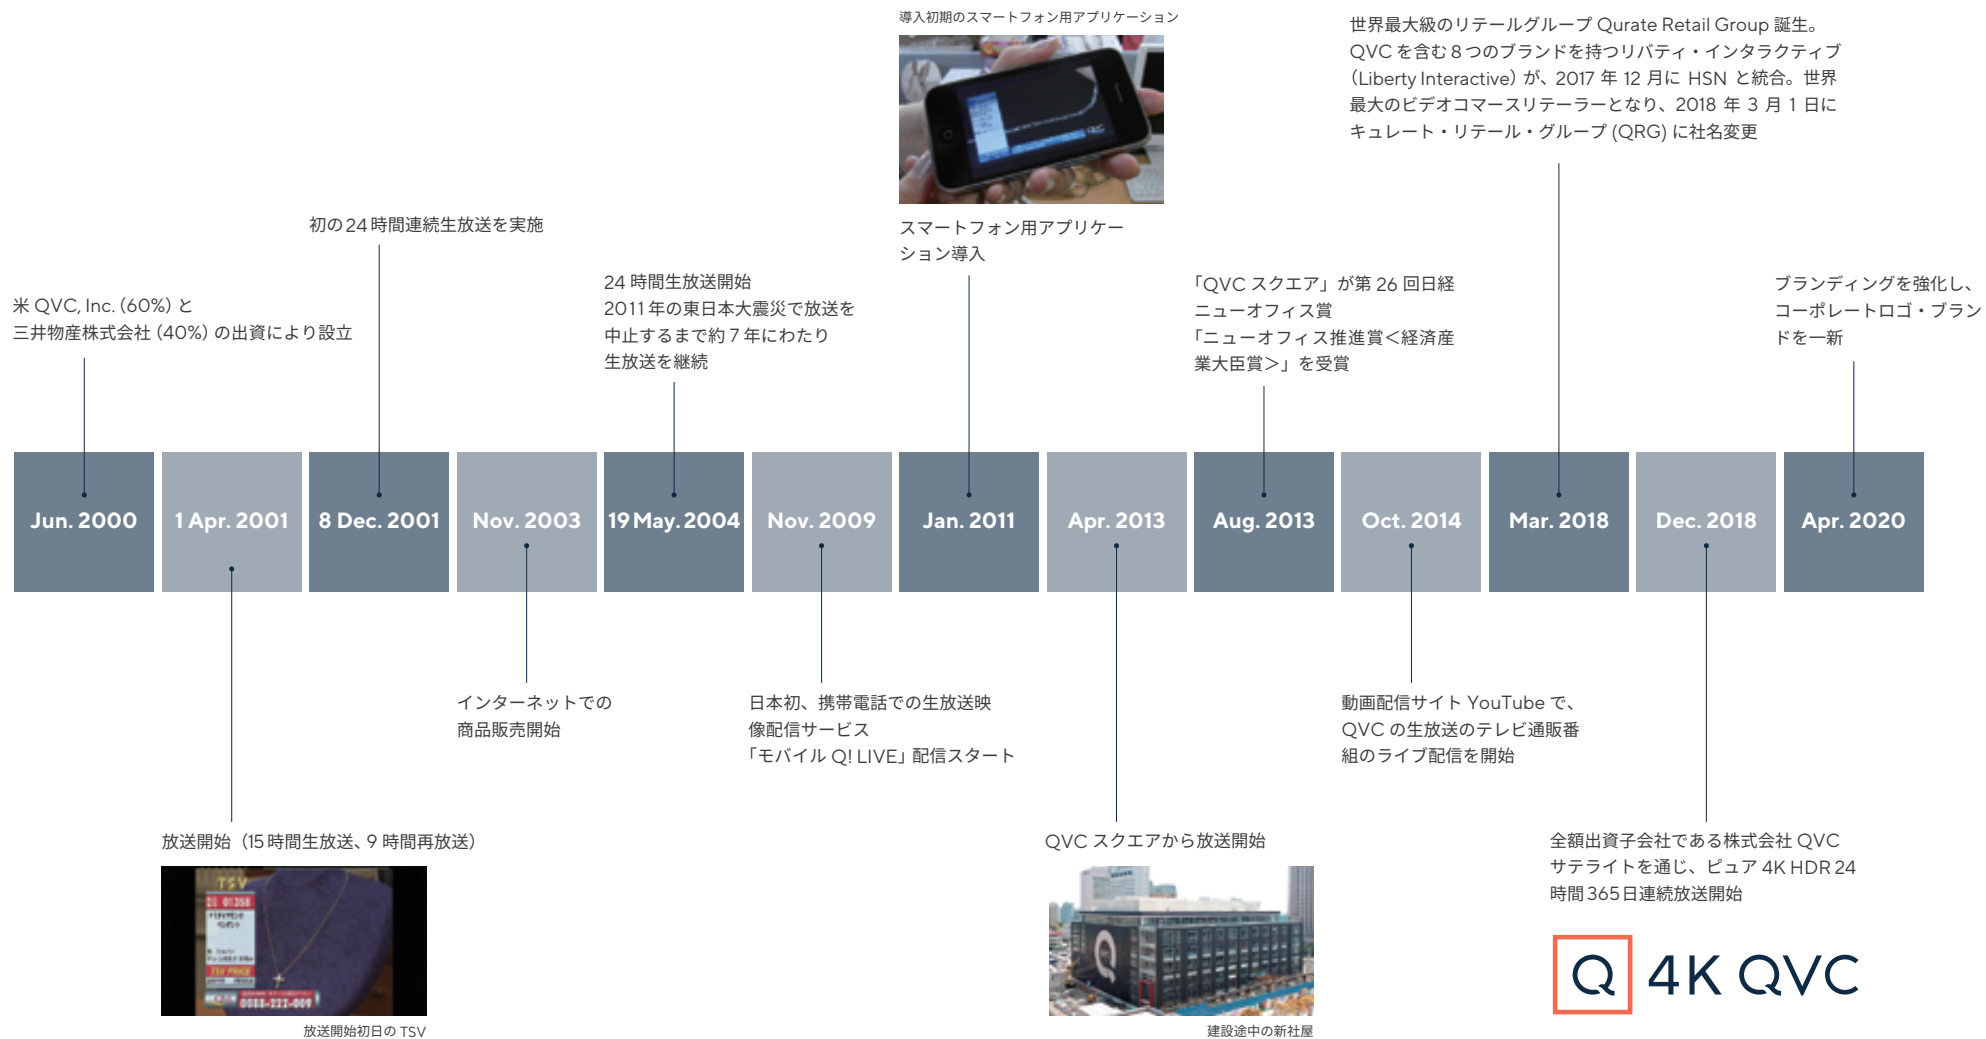 導入初期のスマートフォン用アプリケーション
世界最大級のリテールグループ Qurate Retail Group 誕生。
QVC を含む8つのブランドを持つリバティ・インタラクティブ
(Liberty Interactive) が、2017 年 12 月に HSN と統合。世界
最大のビデオコマースリテーラーとなり、2018 年 3 月 1 日に
キュレート・リテール・グループ (QRG) に社名変更
初の24 時間連続生放送を実施
スマートフォン用アプリケー
ション導入
米 QVC, Inc. (60%) と
三井物産株式会社 (40%) の出資により設立
24 時間生放送開始
2011年の東日本大震災で放送を
中止するまで約 7 年にわたり
生放送を継続
「QVC スクエア」が第 26 回日経
ニューオフィス賞
「ニューオフィス推進賞<経済産
業大臣賞>」を受賞
ブランディングを強化し、
コーポレートロゴ・ブラン
ドを一新
Jun. 2000
1 Apr. 2001
8 Dec. 2001
Nov. 2003
19 May. 2004
Nov. 2009
Jan. 2011
Apr. 2013
Aug. 2013
Oct. 2014
Mar. 2018
Dec. 2018
Apr. 2020
インターネットでの
商品販売開始
日本初、携帯電話での生放送映
像配信サービス
「モバイル Q! LIVE」配信スタート
動画配信サイト YouTube で、
QVC の生放送のテレビ通販番
組のライブ配信を開始
放送開始（15 時間生放送、9 時間再放送）
TSV
01358
TSV PRICE
0088-222-009
放送開始初日の TSV
QVC スクエアから放送開始
Q
建設途中の新社屋
全額出資子会社である株式会社 QVC
サテライトを通じ、ピュア 4K HDR 24
時間 365日連続放送開始
Q 4K QVC